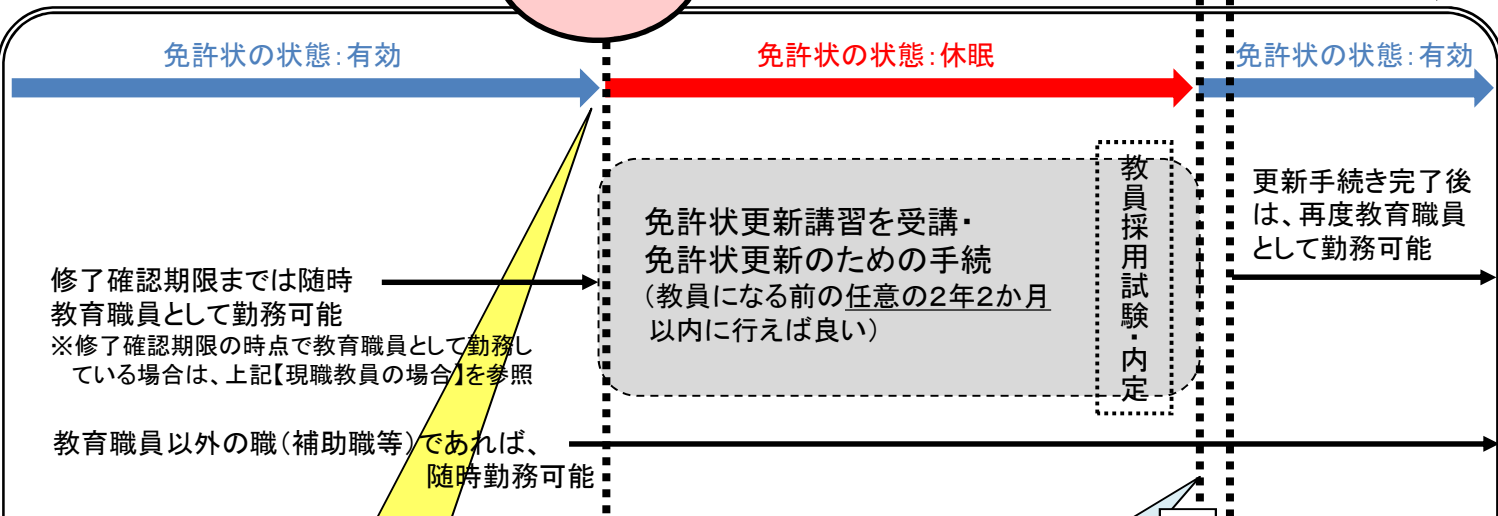 免許状の状態:有効
免許状の状態:休眠
免許状の状態:有効
修了確認期限までは随時
教育職員として勤務可能
※修了確認期限の時点で教育職員として勤務し
ている場合は、上記【現職教員の場合】を参照
免許状更新講習を受講・
免許状更新のための手続
(教員になる前の任意の2年2か月
以内に行えば良い)
教員採用試験・内定
更新手続き完了後
は、再度教育職員
として勤務可能
教育職員以外の職(補助職等)であれば、
随時勤務可能